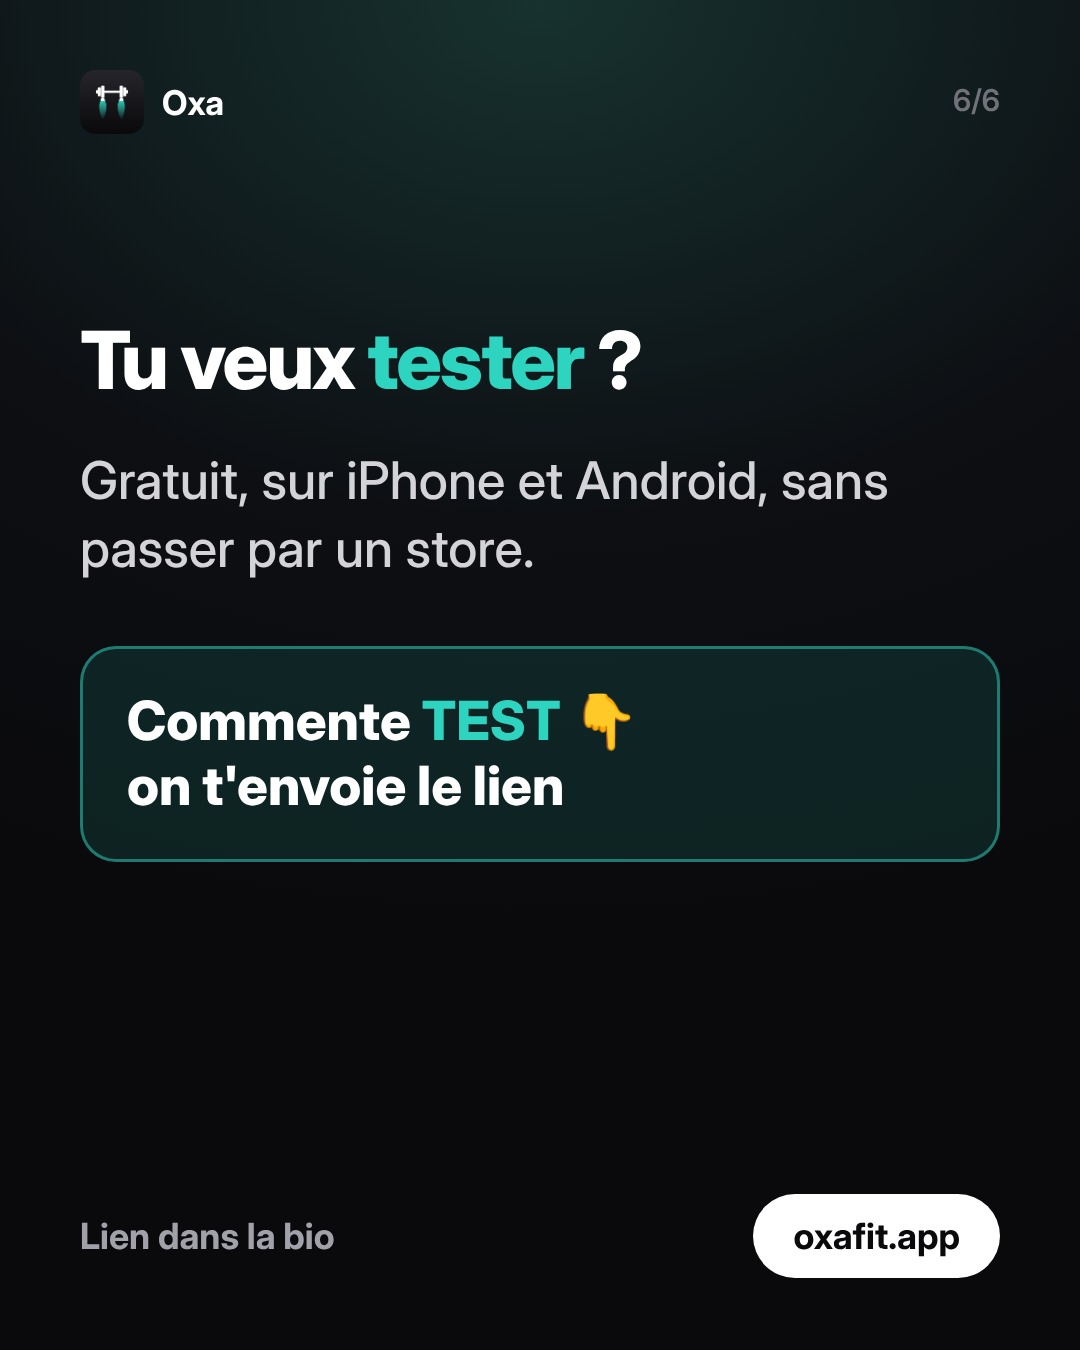 Oxa
6/6
Tu veux tester ?
Gratuit, sur iPhone et Android, sans
passer par un store.
Commente TEST 👇
on t'envoie le lien
Lien dans la bio
oxafit.app